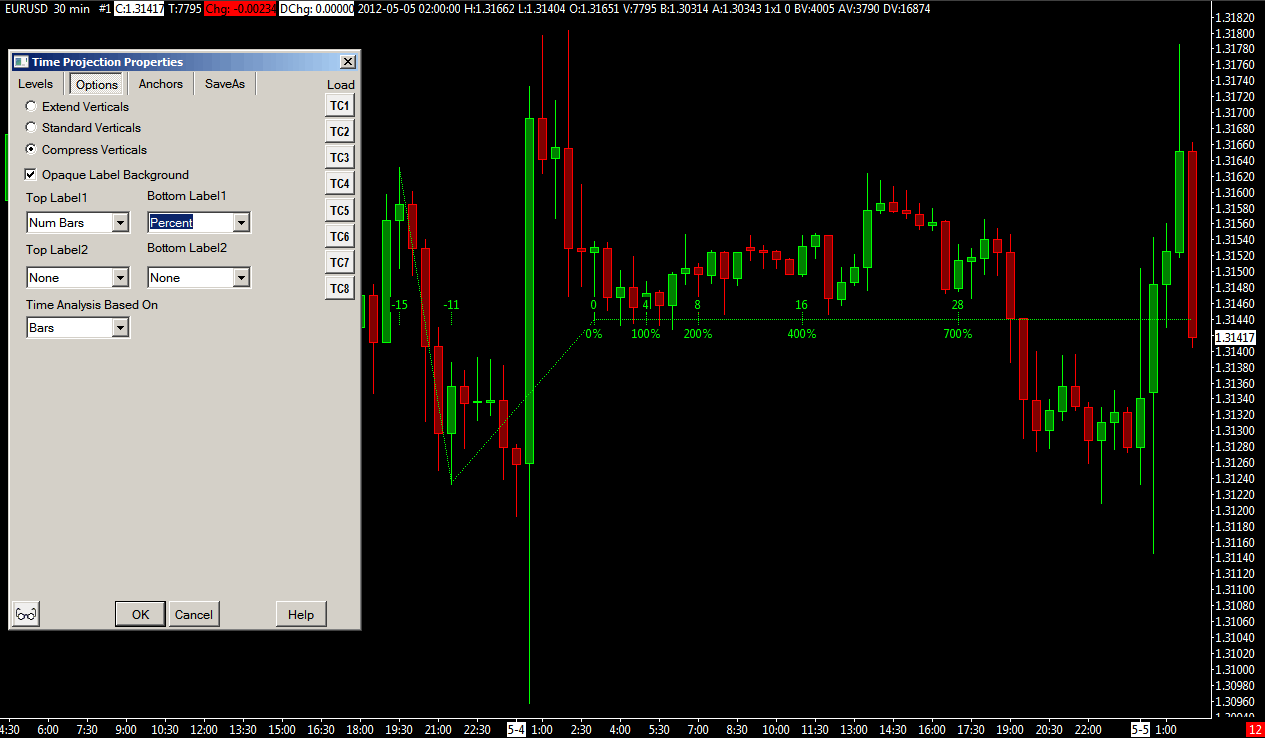 EURUSD 30 min #1 C:1.31417 T:7795 Chg: -0.00234 DChg: 0.00000 2012-05-05 02:00:00 H:1.31662 L:1.31404 O:1.31651 V:7795 B:1.30314 A:1.30343 1x1 0 BV:4005 AV:3790 DV:16874
Time Projection Properties
Levels Options Anchors SaveAs Load
Extend Verticals
Standard Verticals
Compress Verticals
Opaque Label Background
Top Label1 Bottom Label1
Num Bars Percent
Top Label2 Bottom Label2
None None
Time Analysis Based On
Bars
TC1
TC2
TC3
TC4
TC5
TC6
TC7
TC8
OK Cancel Help
-15 -11 0 4 8 16 28
0% 100% 200% 400% 700%
1.31820
1.31800
1.31780
1.31760
1.31740
1.31720
1.31700
1.31680
1.31660
1.31640
1.31620
1.31600
1.31580
1.31560
1.31540
1.31520
1.31500
1.31480
1.31460
1.31440
1.31417
1.31400
1.31380
1.31360
1.31340
1.31320
1.31300
1.31280
1.31260
1.31240
1.31220
1.31200
1.31180
1.31160
1.31140
1.31120
1.31100
1.31080
1.31060
1.31040
1.31020
1.31000
1.30980
1.30960
4:30 6:00 7:30 9:00 10:30 12:00 13:30 15:00 16:30 18:00 19:30 21:00 22:30 5-4 1:00 2:30 4:00 5:30 7:00 8:30 10:00 11:30 13:00 14:30 16:00 17:30 19:00 20:30 22:00 5-5 1:00 12